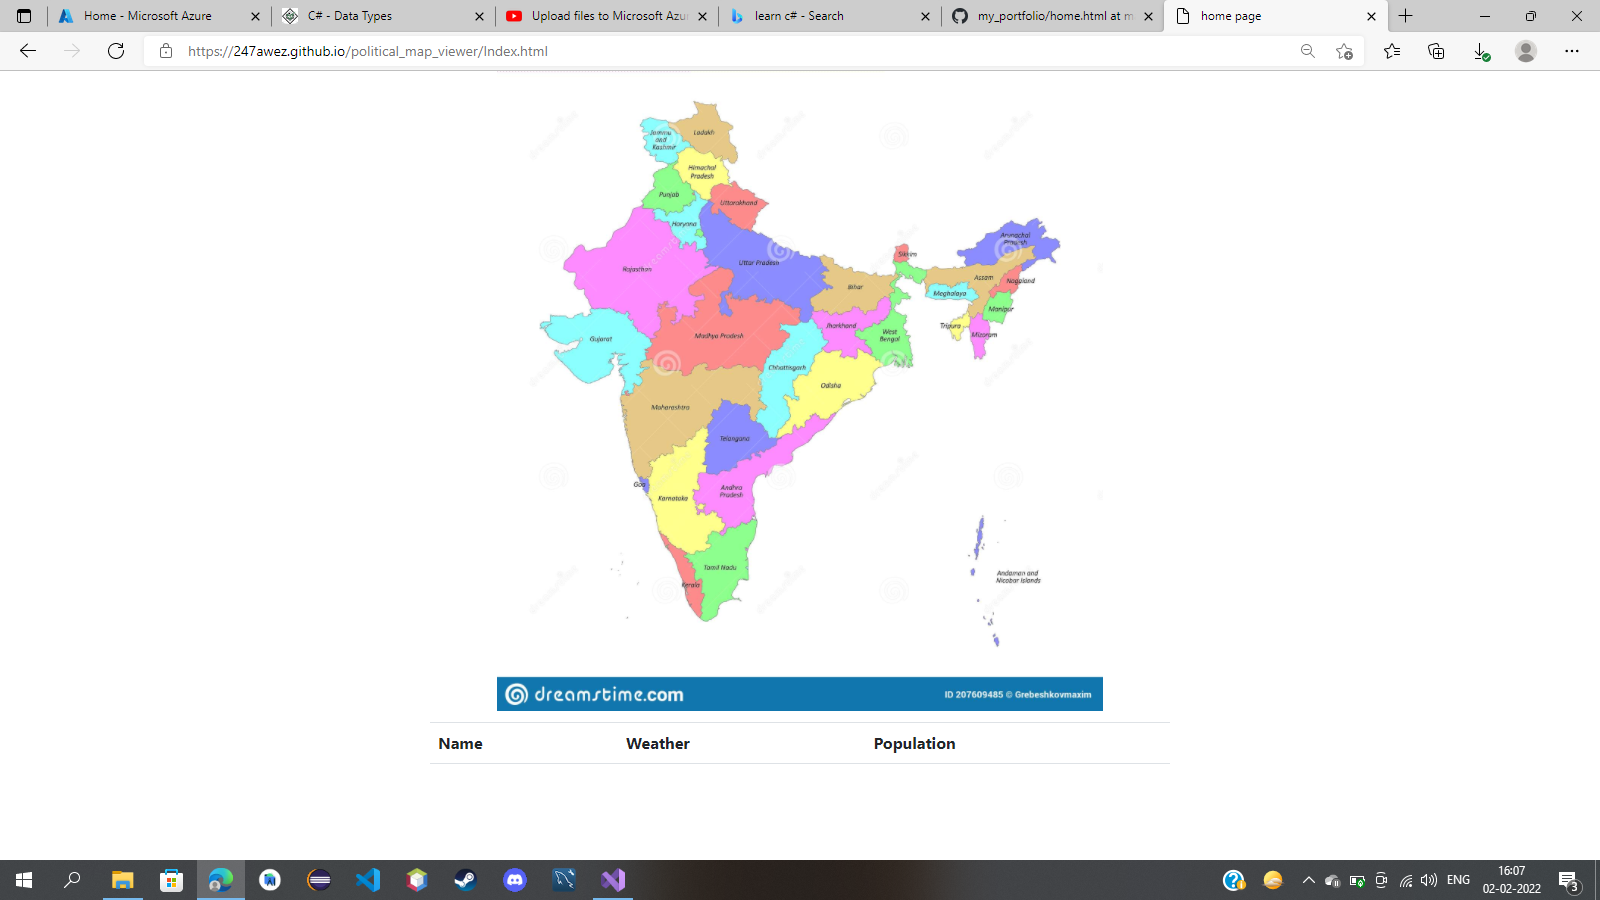 Home - Microsoft Azure
C# - Data Types
Upload files to Microsoft Azu
learn c# - Search
my_portfolio/home.html at m
home page
https://247awez.github.io/political_map_viewer/Index.html
Jammu
and
Kashmir
Ladakh
Himachal
Pradesh
Punjab
Uttarakhand
Haryana
Rajasthan
Uttar Pradesh
Arunachal
Pradesh
Sikkim
Assam
Nagaland
Bihar
Meghalaya
Manipur
Tripura
Mizoram
Jharkhand
West
Bengal
Gujarat
Madhya Pradesh
Chhattisgarh
Odisha
Maharashtra
Telangana
Goa
Andhra
Pradesh
Karnataka
Tamil Nadu
Kerala
Andaman and
Nicobar Islands
dreamstime.com
ID 207609485 © Grebeshkovmaxim
Name Weather Population
ENG
16:07
02-02-2022
3